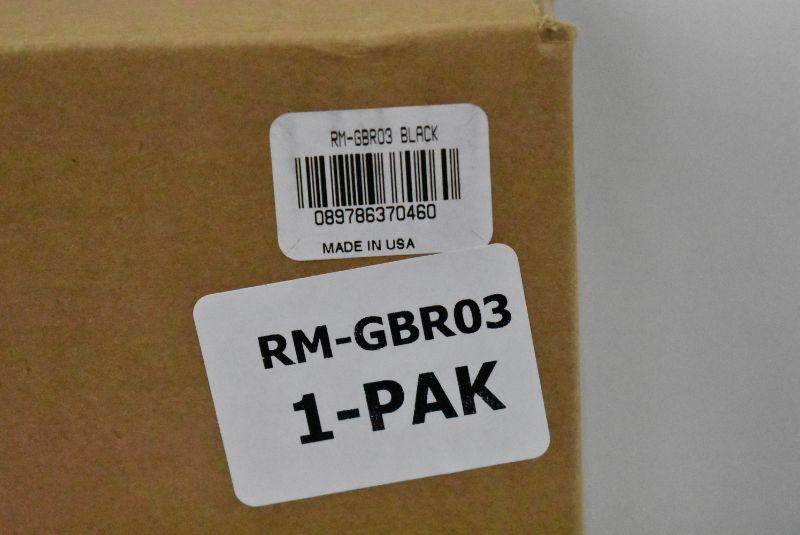 RM-GBR03 BLACK
089786370460
MADE IN USA
RM-GBR03
1-PAK